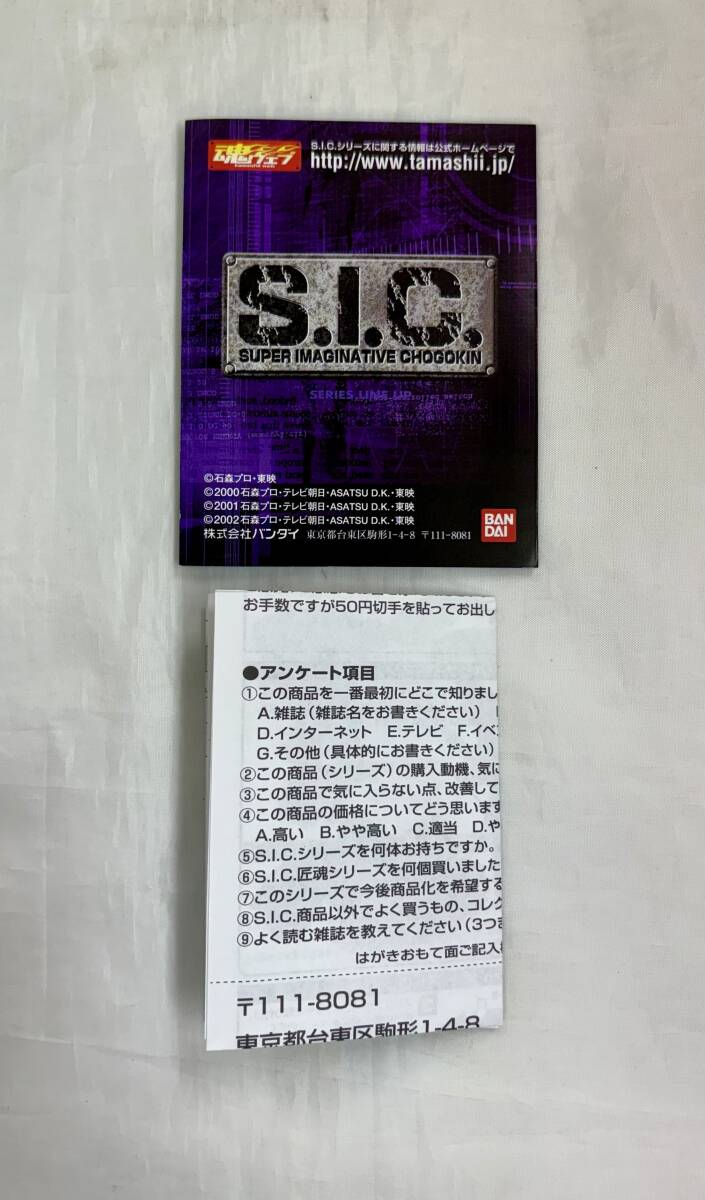 魂ウェブ
S.I.C.シリーズに関する情報は公式ホームページで
http://www.tamashii.jp/
S.I.C.
SUPER IMAGINATIVE CHOGOKIN
SERIES LINE UP
©石森プロ・東映
©2000 石森プロ・テレビ朝日・ASATSU D.K.・東映
©2001 石森プロ・テレビ朝日・ASATSU D.K.・東映
©2002 石森プロ・テレビ朝日・ASATSU D.K.・東映
株式会社バンダイ 東京都台東区駒形1-4-8 〒111-8081
BAN
DAI
お手数ですが50円切手を貼ってお出し
●アンケート項目
①この商品を一番最初にどこで知りまし
A.雑誌（雑誌名をお書きください）
D.インターネット E.テレビ F.イベ
G.その他（具体的にお書きください）
②この商品（シリーズ）の購入動機、気に
③この商品で気に入らない点、改善して
④この商品の価格についてどう思います
A.高い B.やや高い C.適当 D.や
⑤S.I.C.シリーズを何体お持ちですか。
⑥S.I.C.匠魂シリーズを何個買いました
⑦このシリーズで今後商品化を希望する
⑧S.I.C.商品以外でよく買うもの、コレク
⑨よく読む雑誌を教えてください（3つま
はがきおもて面ご記入
〒111-8081
東京都台東区駒形1-4-8